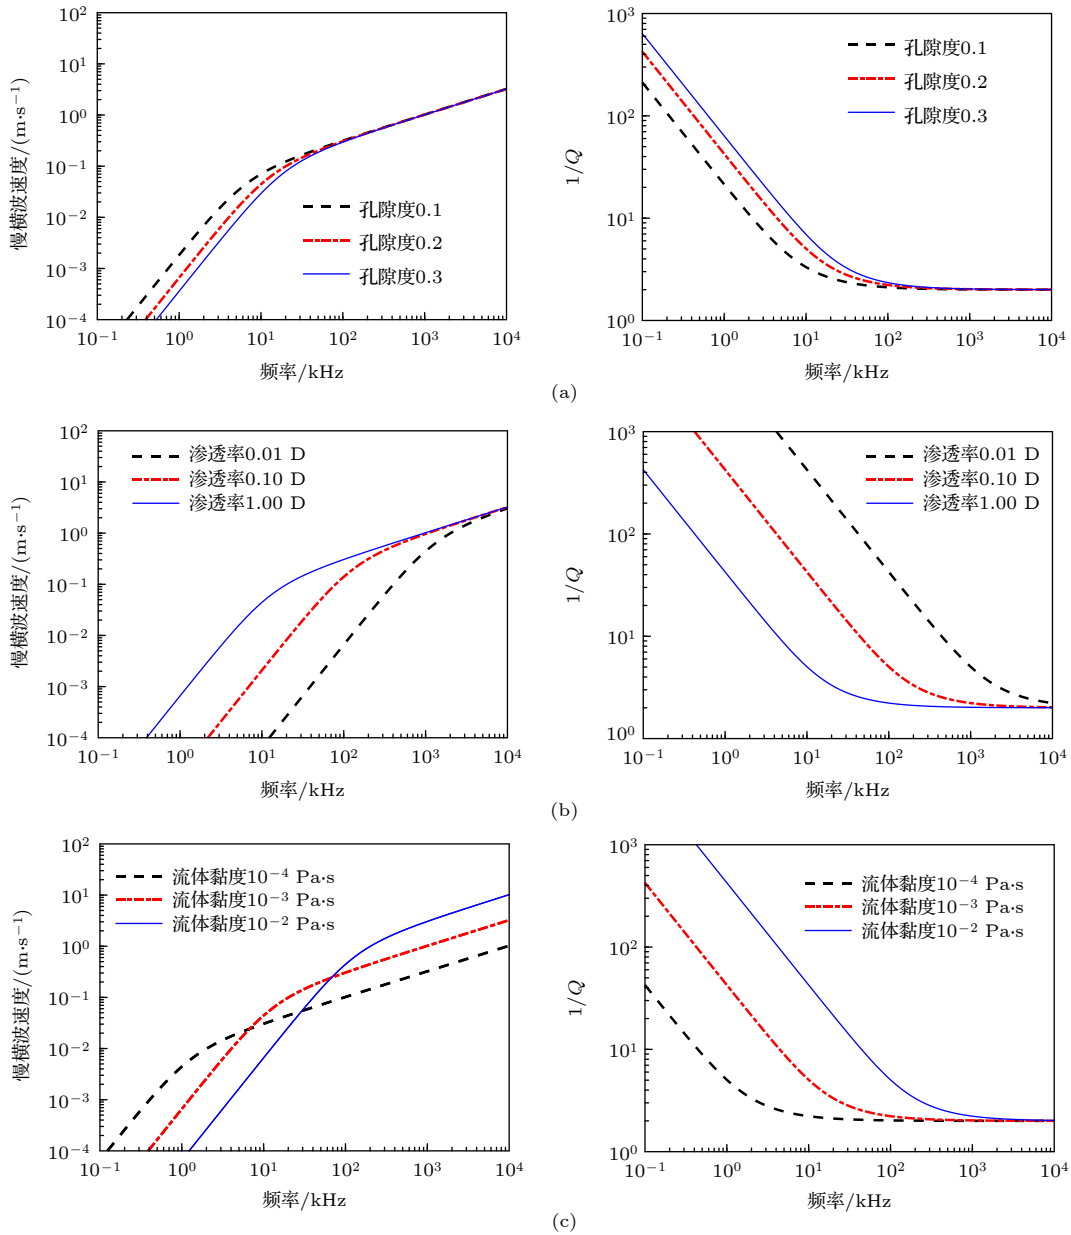 10² 10¹ 10⁰ 10⁻¹ 10⁻² 10⁻³ 10⁻⁴
慢横波速度/(m·s⁻¹)
孔隙度0.1
孔隙度0.2
孔隙度0.3
10⁻¹ 10⁰ 10¹ 10² 10³ 10⁴
频率/kHz
10³ 10² 10¹ 10⁰
1/Q
孔隙度0.1
孔隙度0.2
孔隙度0.3
10⁻¹ 10⁰ 10¹ 10² 10³ 10⁴
频率/kHz
(a)
10² 10¹ 10⁰ 10⁻¹ 10⁻² 10⁻³ 10⁻⁴
慢横波速度/(m·s⁻¹)
渗透率0.01 D
渗透率0.10 D
渗透率1.00 D
10⁻¹ 10⁰ 10¹ 10² 10³ 10⁴
频率/kHz
10³ 10² 10¹ 10⁰
1/Q
渗透率0.01 D
渗透率0.10 D
渗透率1.00 D
10⁻¹ 10⁰ 10¹ 10² 10³ 10⁴
频率/kHz
(b)
10² 10¹ 10⁰ 10⁻¹ 10⁻² 10⁻³ 10⁻⁴
慢横波速度/(m·s⁻¹)
流体黏度10⁻⁴ Pa·s
流体黏度10⁻³ Pa·s
流体黏度10⁻² Pa·s
10⁻¹ 10⁰ 10¹ 10² 10³ 10⁴
频率/kHz
10³ 10² 10¹ 10⁰
1/Q
流体黏度10⁻⁴ Pa·s
流体黏度10⁻³ Pa·s
流体黏度10⁻² Pa·s
10⁻¹ 10⁰ 10¹ 10² 10³ 10⁴
频率/kHz
(c)